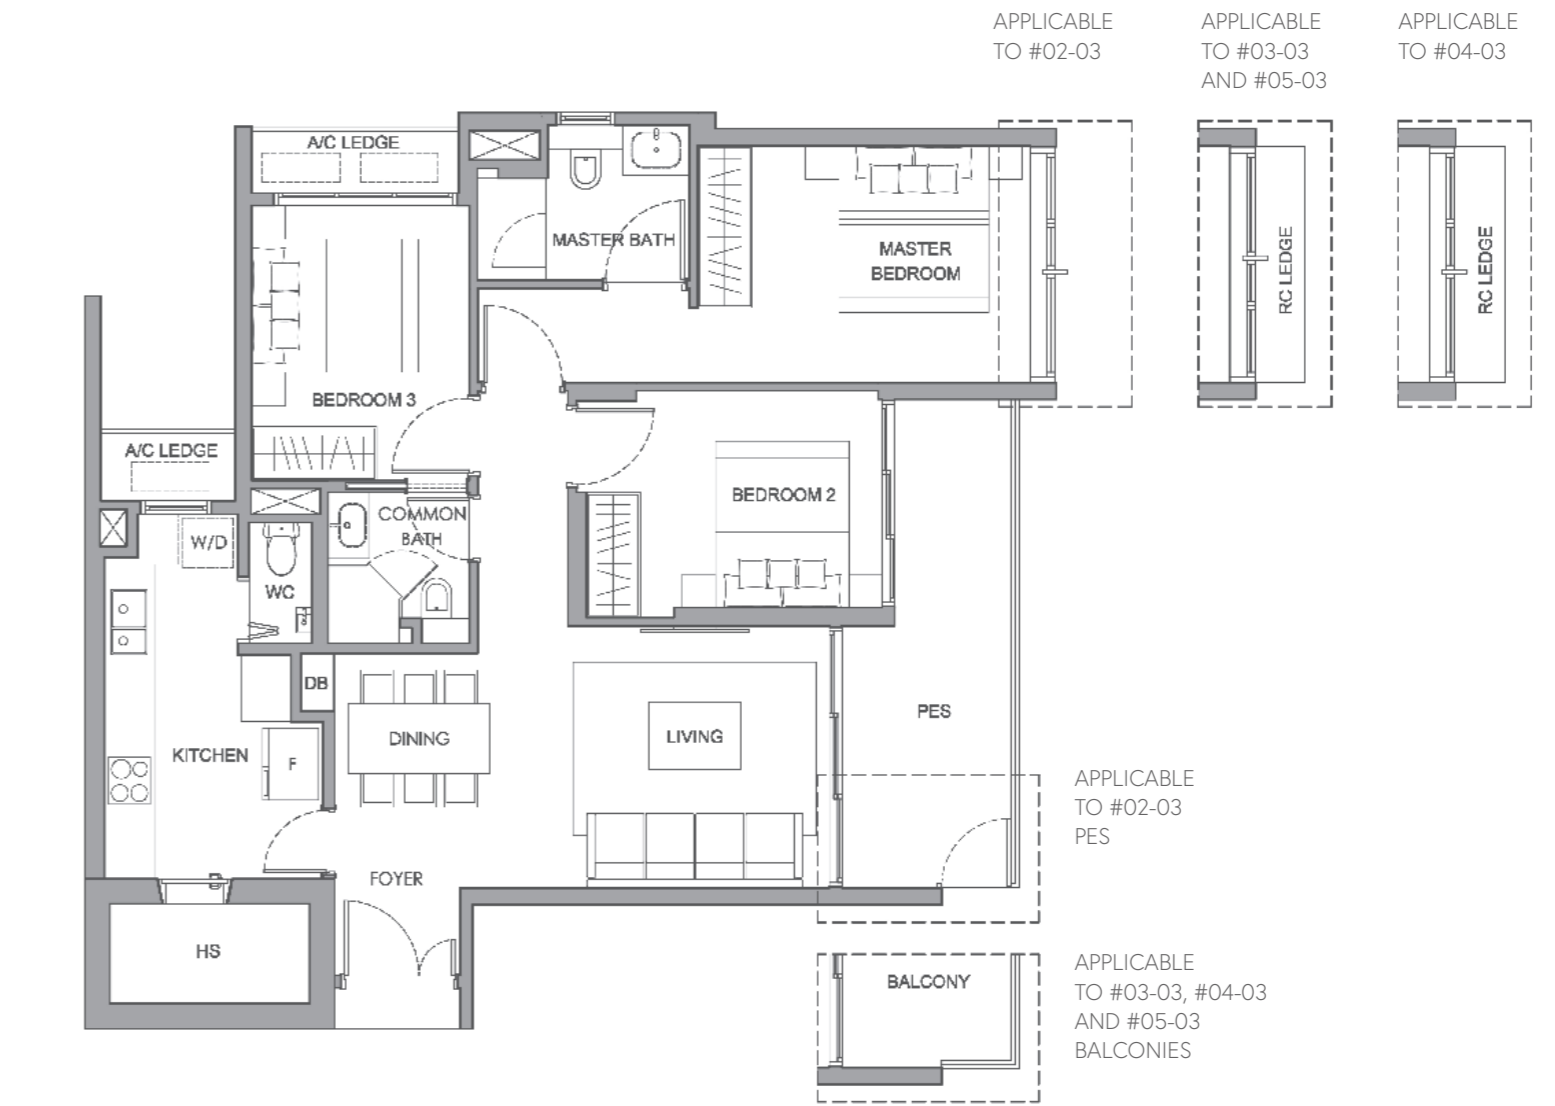 APPLICABLE
TO #02-03
APPLICABLE
TO #03-03
AND #05-03
APPLICABLE
TO #04-03
A/C LEDGE
MASTER BATH
MASTER
BEDROOM
RC LEDGE
RC LEDGE
BEDROOM 3
A/C LEDGE
BEDROOM 2
COMMON
BATH
W/D
WC
DB
PES
DINING
LIVING
KITCHEN
F
APPLICABLE
TO #02-03
PES
FOYER
HS
BALCONY
APPLICABLE
TO #03-03, #04-03
AND #05-03
BALCONIES